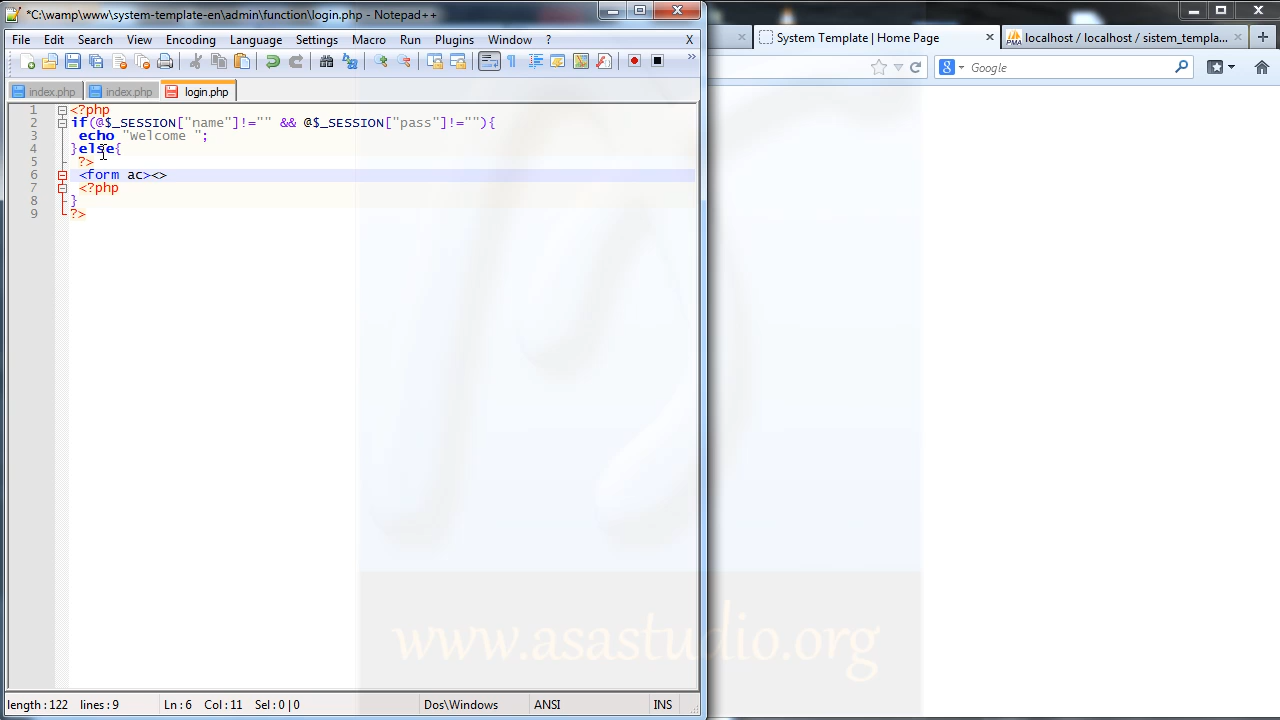 *C:\wamp\www\system-template-en\admin\function\login.php - Notepad++
File Edit Search View Encoding Language Settings Macro Run Plugins Window ? X
System Template | Home Page
localhost / localhost / sistem_templa...
Google
index.php index.php login.php
1 <?php
2 if(@$_SESSION["name"]!="" && @$_SESSION["pass"]!=""){
3 echo "welcome ";
4 }else{
5 ?>
6 <form ac><>
7 <?php
8 }
9 ?>
www.asastudio.org
length : 122 lines : 9 Ln : 6 Col : 11 Sel : 0 | 0 Dos\Windows ANSI INS